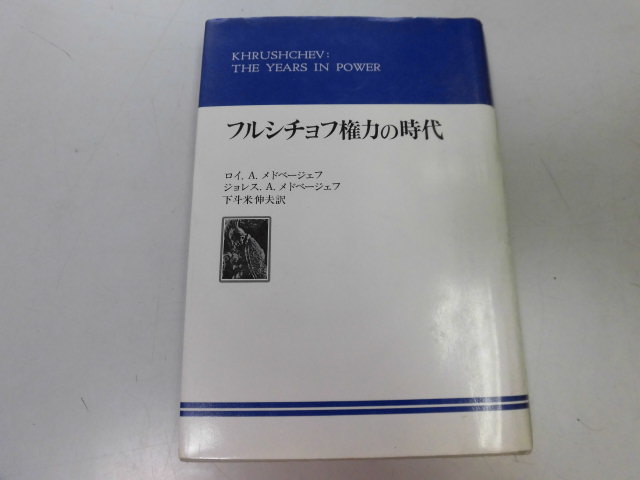 KHRUSHCHEV:
THE YEARS IN POWER
フルシチョフ権力の時代
ロイ. A. メドベージェフ
ジョレス. A. メドベージェフ
下斗米伸夫訳